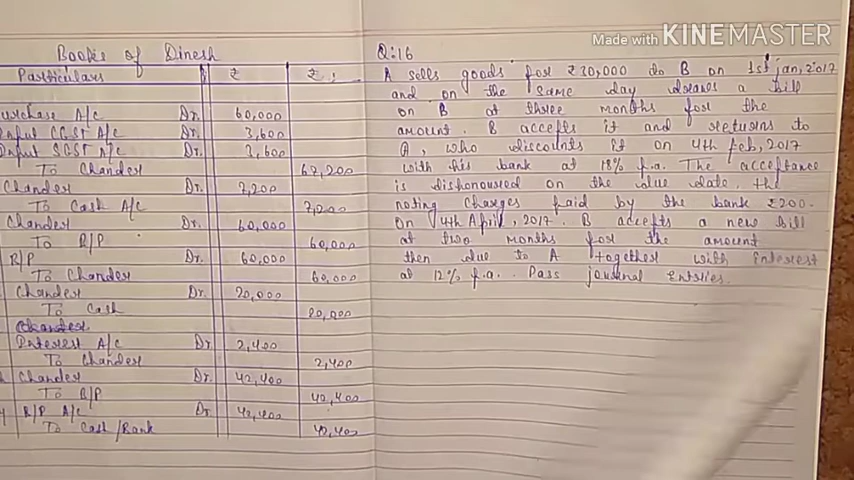 Made with KINEMASTER
Books of Dinesh
Particulars ₹ ₹
Purchase A/c Dr. 60,000
Input CGST A/c Dr. 3,600
Input SGST A/c Dr. 3,600
To Chander 67,200
Chander Dr. 7,200
To Cash A/c 7,200
Chander Dr. 60,000
To B/P 60,000
B/P Dr. 60,000
To Chander 60,000
Chander Dr. 20,000
To Cash 20,000
Interest A/c Dr. 2,400
To Chander 2,400
Chander Dr. 42,400
To B/P 42,400
B/P A/c Dr 42,400
To Cash/Bank 42,400
Q:16
A sells goods for ₹30,000 to B on 1st jan, 2017
and on the same day draws a bill
on B at three months for the
amount. B accepts it and returns to
A, who discounts it on 4th Feb, 2017
with his bank at 18% p.a. The acceptance
is dishonoured on the due date. the
noting charges paid by the bank ₹200.
On 4th April, 2017. B accepts a new bill
at two months for the amount
then due to A together with interest
at 12% p.a. Pass journal Entries.